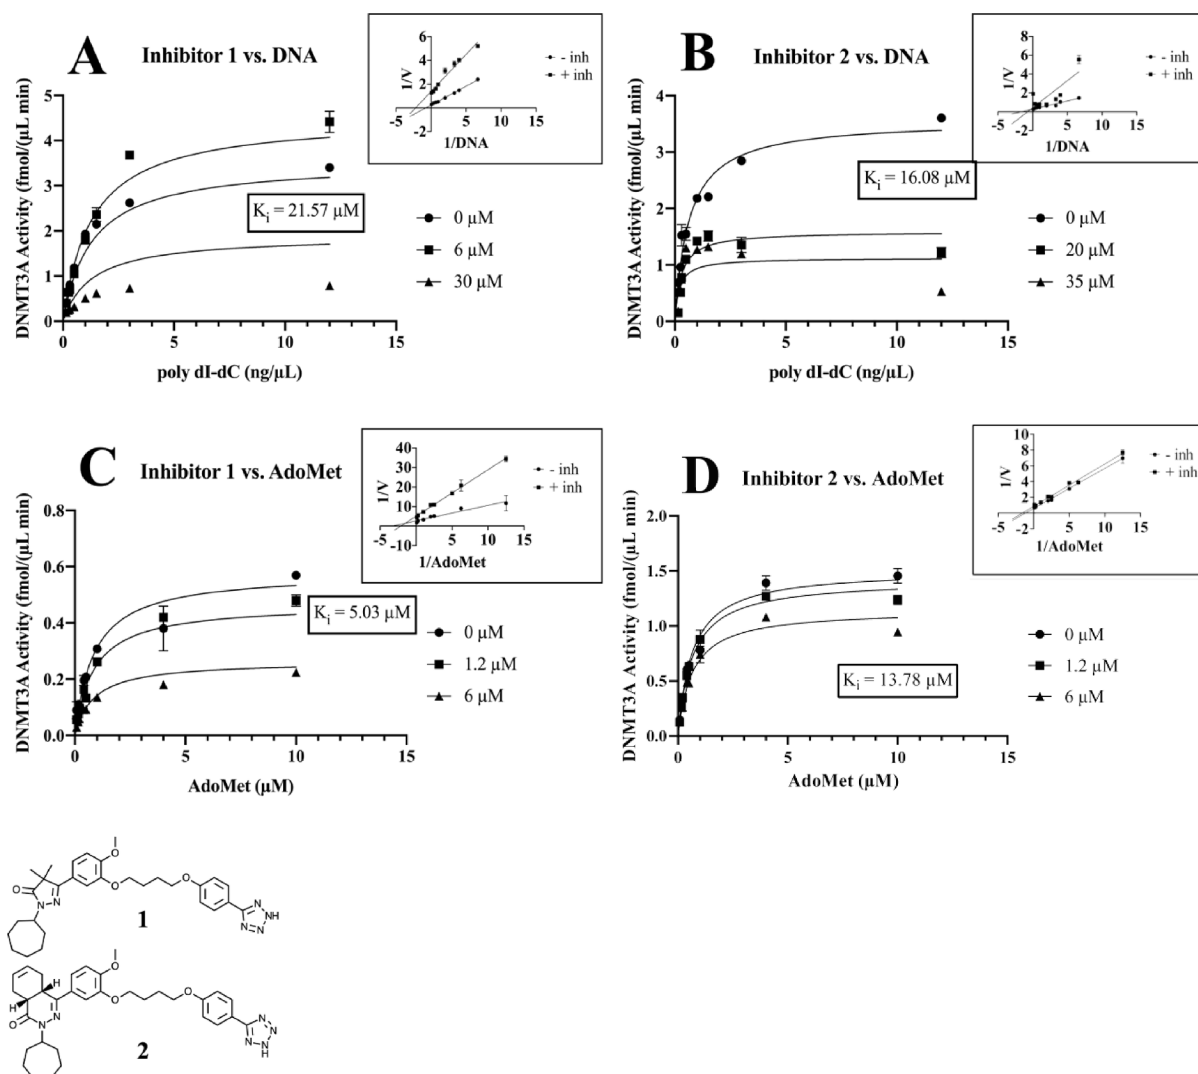 A
Inhibitor 1 vs. DNA
DNMT3A Activity (fmol/(µL min)
5
4
3
2
1
0
0
5
10
15
poly dI-dC (ng/µL)
K i = 21.57 µM
0 µM
6 µM
30 µM
1/V
6
4
2
-2
-5
5
10
15
1/DNA
- inh
+ inh
B
Inhibitor 2 vs. DNA
DNMT3A Activity (fmol/(µL min)
4
3
2
1
0
0
5
10
15
poly dI-dC (ng/µL)
K i = 16.08 µM
0 µM
20 µM
35 µM
1/V
8
6
4
2
-2
-5
5
10
15
1/DNA
- inh
+ inh
C
Inhibitor 1 vs. AdoMet
DNMT3A Activity (fmol/(µL min)
0.8
0.6
0.4
0.2
0.0
0
5
10
15
AdoMet (µM)
K i = 5.03 µM
0 µM
1.2 µM
6 µM
1/V
40
30
20
10
-10
-5
5
10
15
1/AdoMet
- inh
+ inh
D
Inhibitor 2 vs. AdoMet
DNMT3A Activity (fmol/(µL min)
2.0
1.5
1.0
0.5
0.0
0
5
10
15
AdoMet (µM)
K i = 13.78 µM
0 µM
1.2 µM
6 µM
1/V
10
8
6
4
2
-2
-5
5
10
15
1/AdoMet
- inh
+ inh
O
O
N
N
O
O
N
N
NH
N
1
H
H
O
N
N
O
O
O
N
N
N
N
H
2